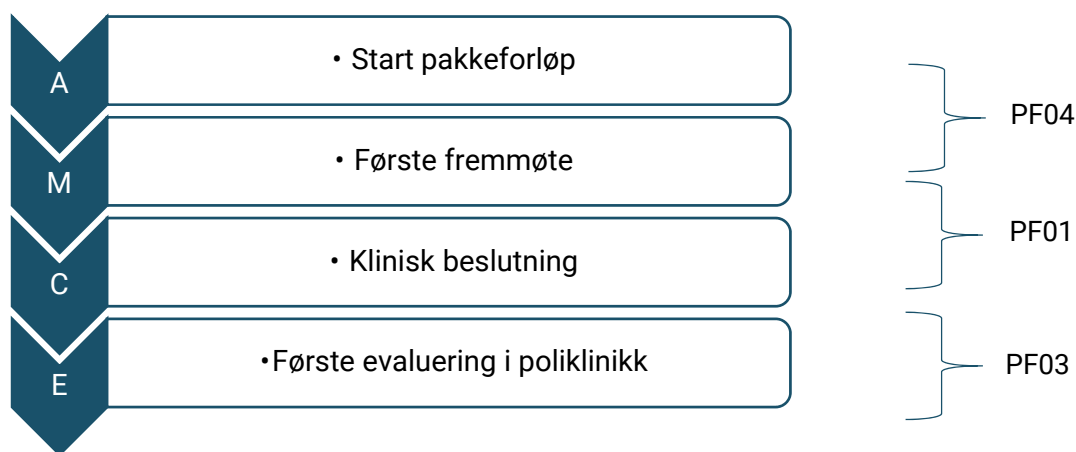 A
• Start pakkeforløp
PF04
M
• Første fremmøte
PF01
C
• Klinisk beslutning
E
•Første evaluering i poliklinikk
PF03